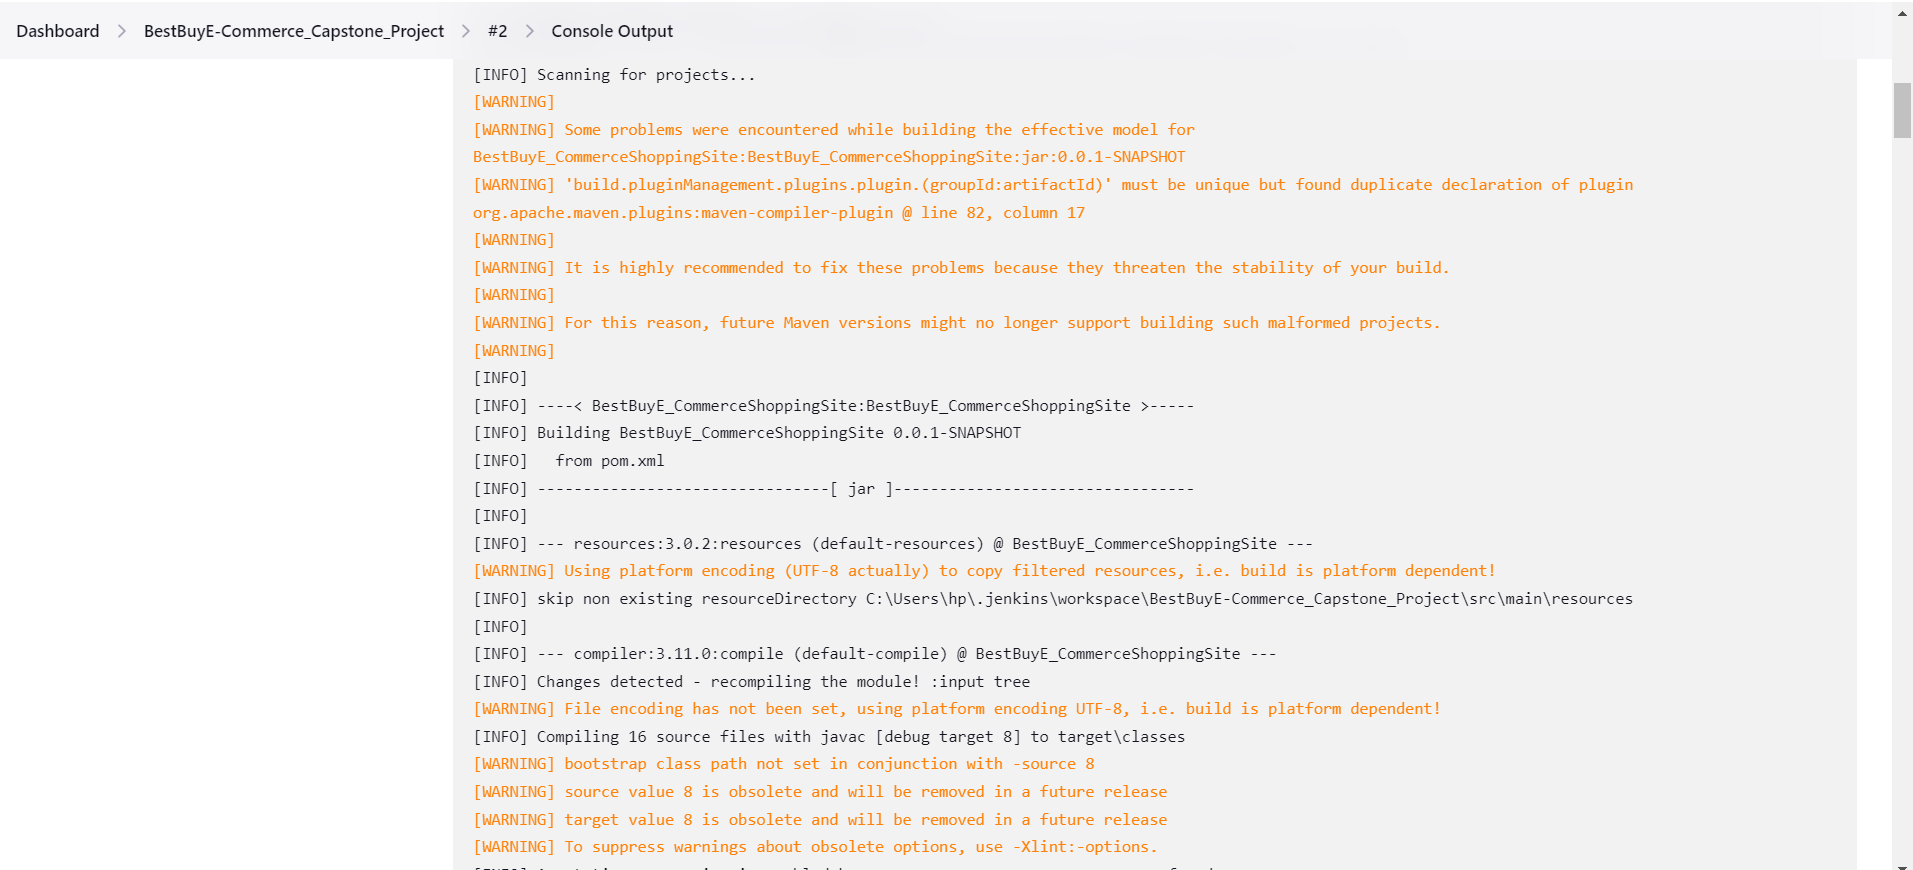 Dashboard > BestBuyE-Commerce_Capstone_Project > #2 > Console Output
[INFO] Scanning for projects...
[WARNING]
[WARNING] Some problems were encountered while building the effective model for
BestBuyE_CommerceShoppingSite:BestBuyE_CommerceShoppingSite:jar:0.0.1-SNAPSHOT
[WARNING] 'build.pluginManagement.plugins.plugin.(groupId:artifactId)' must be unique but found duplicate declaration of plugin
org.apache.maven.plugins:maven-compiler-plugin @ line 82, column 17
[WARNING]
[WARNING] It is highly recommended to fix these problems because they threaten the stability of your build.
[WARNING]
[WARNING] For this reason, future Maven versions might no longer support building such malformed projects.
[WARNING]
[INFO]
[INFO] ----< BestBuyE_CommerceShoppingSite:BestBuyE_CommerceShoppingSite >-----
[INFO] Building BestBuyE_CommerceShoppingSite 0.0.1-SNAPSHOT
[INFO]   from pom.xml
[INFO] --------------------------------[ jar ]---------------------------------
[INFO]
[INFO] --- resources:3.0.2:resources (default-resources) @ BestBuyE_CommerceShoppingSite ---
[WARNING] Using platform encoding (UTF-8 actually) to copy filtered resources, i.e. build is platform dependent!
[INFO] skip non existing resourceDirectory C:\Users\hp\.jenkins\workspace\BestBuyE-Commerce_Capstone_Project\src\main\resources
[INFO]
[INFO] --- compiler:3.11.0:compile (default-compile) @ BestBuyE_CommerceShoppingSite ---
[INFO] Changes detected - recompiling the module! :input tree
[WARNING] File encoding has not been set, using platform encoding UTF-8, i.e. build is platform dependent!
[INFO] Compiling 16 source files with javac [debug target 8] to target\classes
[WARNING] bootstrap class path not set in conjunction with -source 8
[WARNING] source value 8 is obsolete and will be removed in a future release
[WARNING] target value 8 is obsolete and will be removed in a future release
[WARNING] To suppress warnings about obsolete options, use -Xlint:-options.